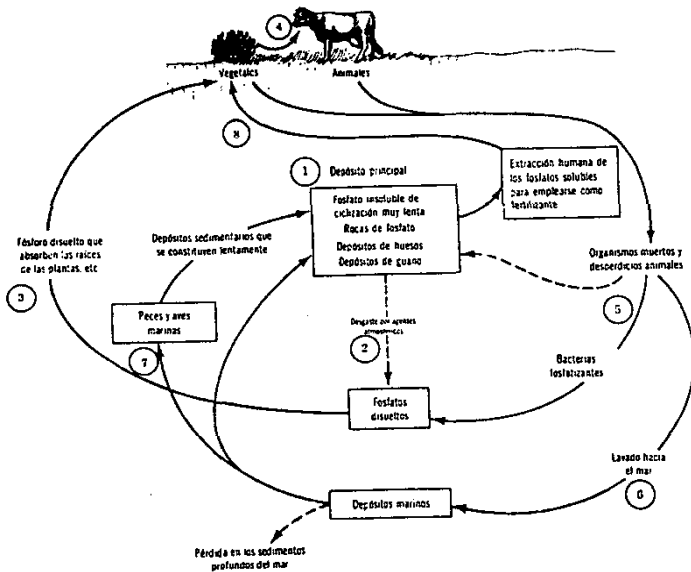 4
Vegetales
Animales
8
1
Depósito principal
Fosfato insoluble de
ciclización muy lenta
Rocas de fosfato
Depósitos de huesos
Depósitos de guano
Extracción humana de
los fosfatos solubles
para emplearse como
fertilizante
Fósforo disuelto que
absorben las raíces
de las plantas, etc
3
Depósitos sedimentarios que
se constituyen lentamente
Organismos muertos y
desperdicios animales
5
Peces y aves
marinas
7
Desgaste por agentes
atmosféricos
2
Bacterias
fosfatizantes
Fosfatos
disueltos
Lavado hacia
el mar
6
Depósitos marinos
Pérdida en los sedimentos
profundos del mar